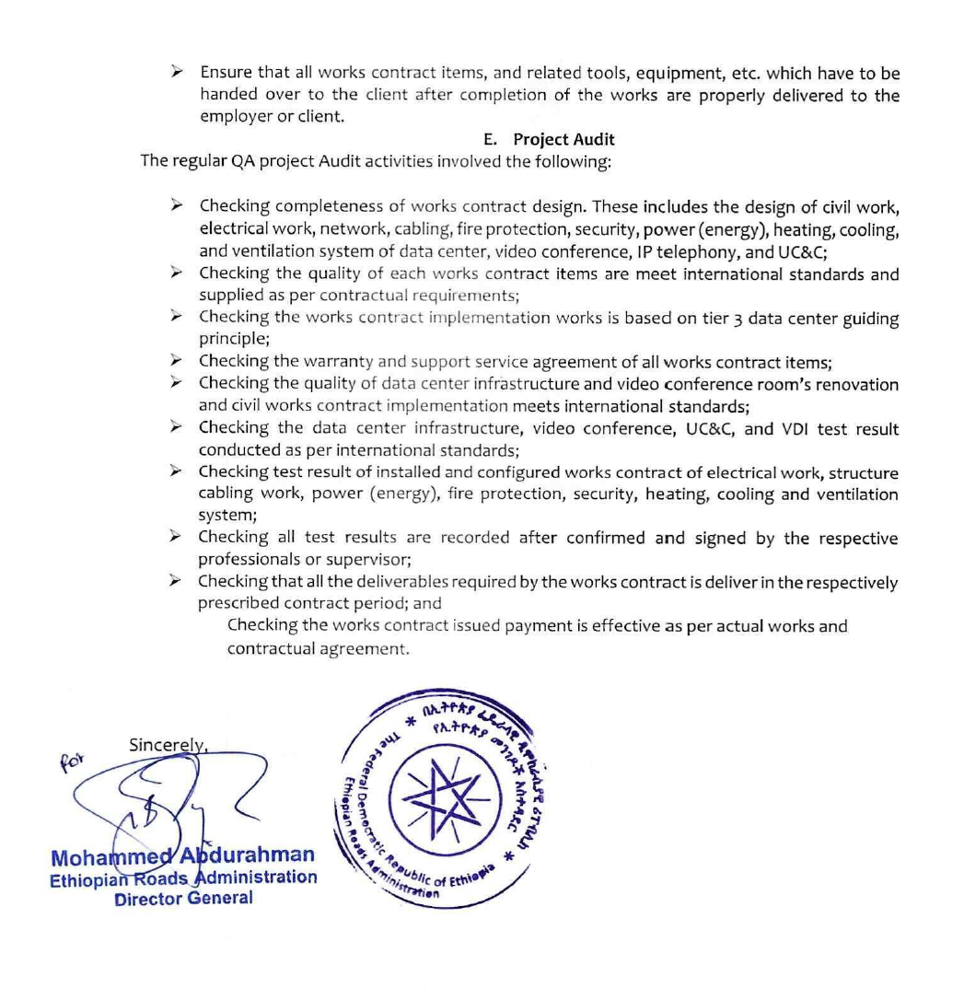 ➢ Ensure that all works contract items, and related tools, equipment, etc. which have to be
handed over to the client after completion of the works are properly delivered to the
employer or client.
E. Project Audit
The regular QA project Audit activities involved the following:
➢ Checking completeness of works contract design. These includes the design of civil work,
electrical work, network, cabling, fire protection, security, power (energy), heating, cooling,
and ventilation system of data center, video conference, IP telephony, and UC&C;
➢ Checking the quality of each works contract items are meet international standards and
supplied as per contractual requirements;
➢ Checking the works contract implementation works is based on tier 3 data center guiding
principle;
➢ Checking the warranty and support service agreement of all works contract items;
➢ Checking the quality of data center infrastructure and video conference room's renovation
and civil works contract implementation meets international standards;
➢ Checking the data center infrastructure, video conference, UC&C, and VDI test result
conducted as per international standards;
➢ Checking test result of installed and configured works contract of electrical work, structure
cabling work, power (energy), fire protection, security, heating, cooling and ventilation
system;
➢ Checking all test results are recorded after confirmed and signed by the respective
professionals or supervisor;
➢ Checking that all the deliverables required by the works contract is deliver in the respectively
prescribed contract period; and
Checking the works contract issued payment is effective as per actual works and
contractual agreement.
Sincerely,
for
Mohammed Abdurahman
Ethiopian Roads Administration
Director General
በኢትዮጵያ ፌዴራላዊ ዲሞክራሲያዊ ሪፐብሊክ
የኢትዮጵያ መንገዶች አስተዳደር
The Federal Democratic Republic of Ethiopia
Ethiopian Roads Administration